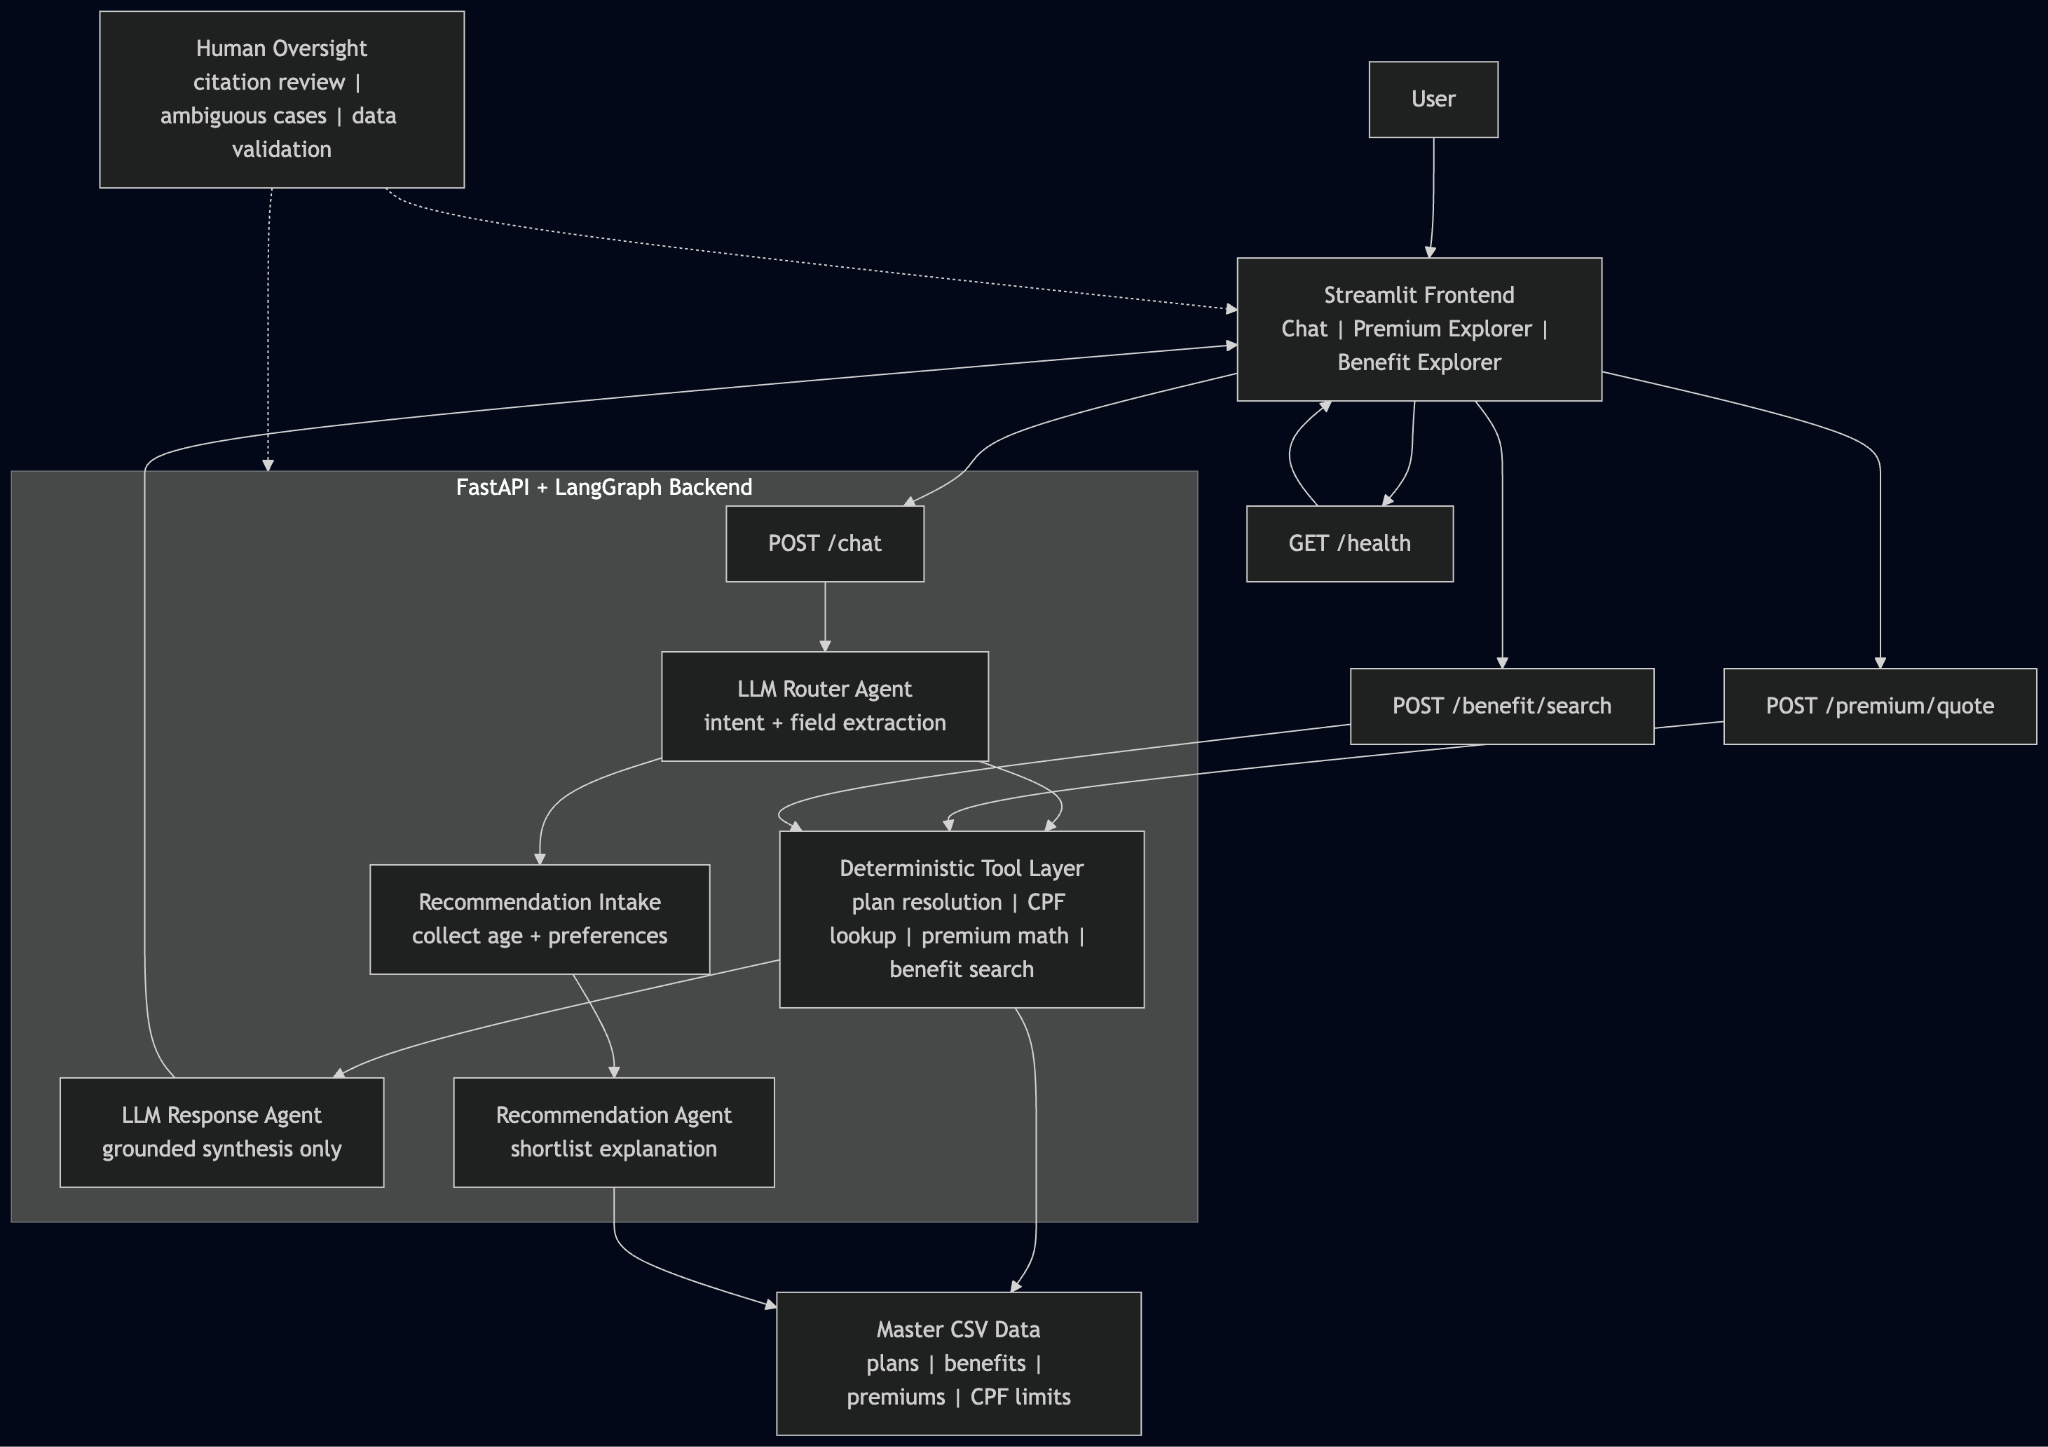 Human Oversight
citation review |
ambiguous cases | data
validation
User
Streamlit Frontend
Chat | Premium Explorer |
Benefit Explorer
FastAPI + LangGraph Backend
POST /chat
GET /health
LLM Router Agent
intent + field extraction
POST /benefit/search
POST /premium/quote
Recommendation Intake
collect age + preferences
Deterministic Tool Layer
plan resolution | CPF
lookup | premium math |
benefit search
LLM Response Agent
grounded synthesis only
Recommendation Agent
shortlist explanation
Master CSV Data
plans | benefits |
premiums | CPF limits